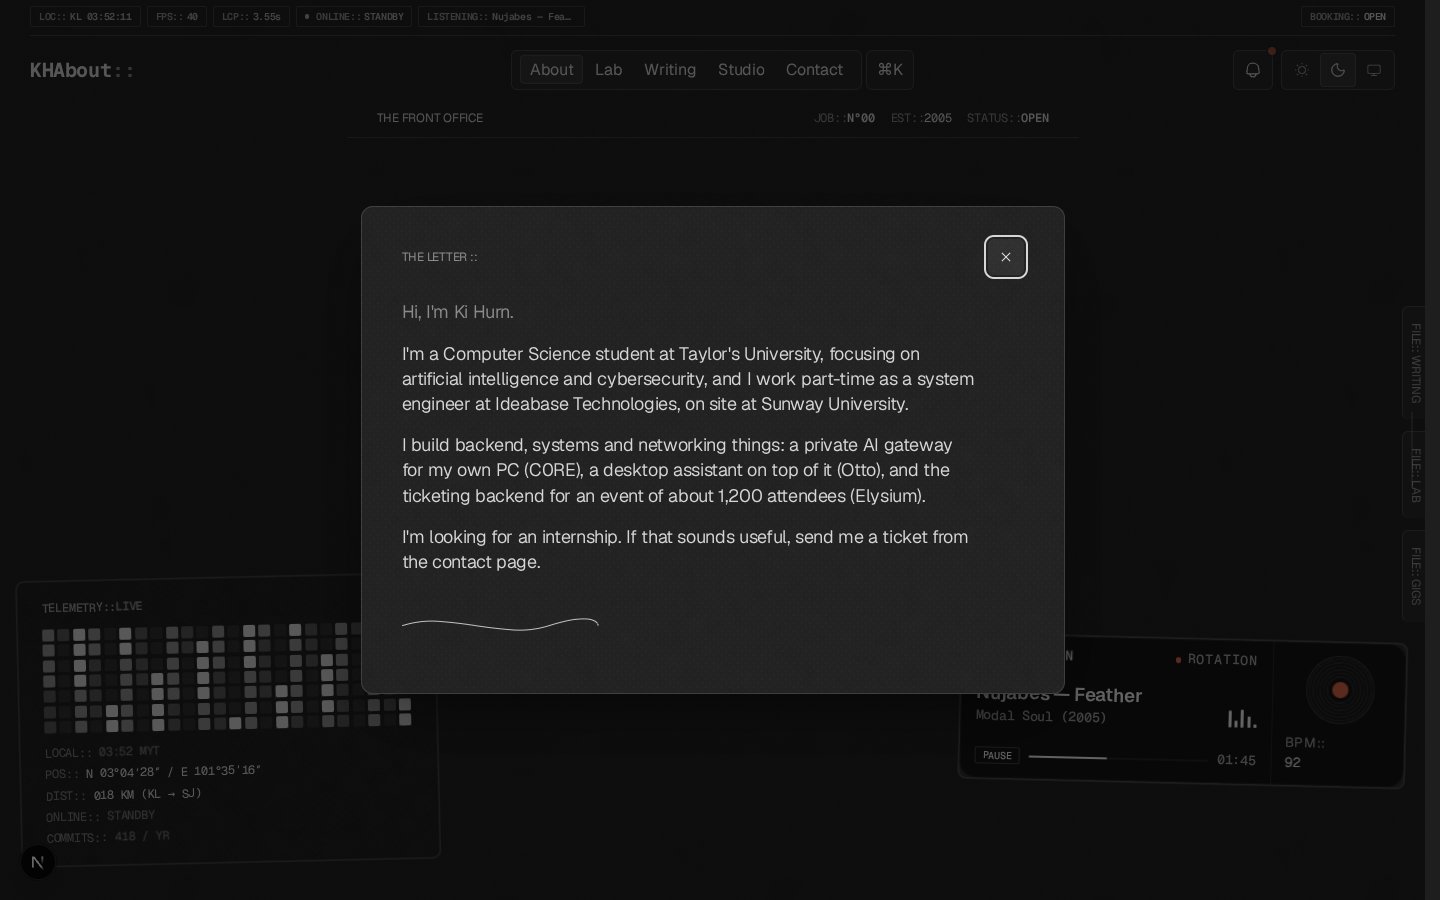 LOC:: KL 03:52:11
FPS:: 40
LCP:: 3.55s
ONLINE:: STANDBY
LISTENING:: Nujabes — Fea…
BOOKING:: OPEN
KHAbout::
About
Lab
Writing
Studio
Contact
⌘K
THE FRONT OFFICE
JOB::N°00
EST::2005
STATUS::OPEN
THE LETTER ::
Hi, I'm Ki Hurn.
I'm a Computer Science student at Taylor's University, focusing on
artificial intelligence and cybersecurity, and I work part-time as a system
engineer at Ideabase Technologies, on site at Sunway University.
I build backend, systems and networking things: a private AI gateway
for my own PC (CORE), a desktop assistant on top of it (Otto), and the
ticketing backend for an event of about 1,200 attendees (Elysium).
I'm looking for an internship. If that sounds useful, send me a ticket from
the contact page.
FILE:: WRITING
FILE:: LAB
FILE:: GIGS
TELEMETRY::LIVE
LOCAL:: 03:52 MYT
POS:: N 03°04'28" / E 101°35'16"
DIST:: 018 KM (KL → SJ)
ONLINE:: STANDBY
COMMITS:: 418 / YR
N
N
ROTATION
Nujabes — Feather
Modal Soul (2005)
PAUSE
01:45
BPM::
92